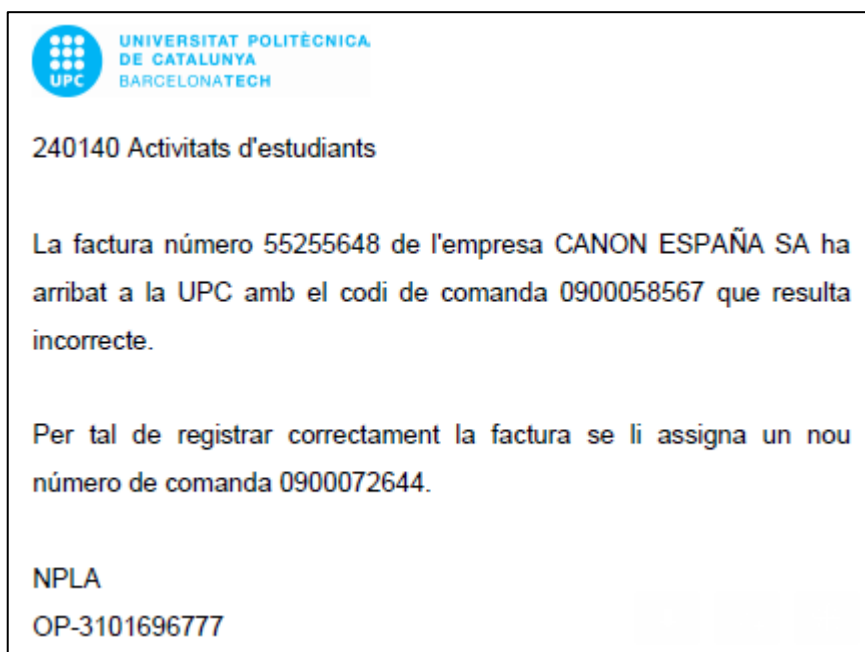 UPC
UNIVERSITAT POLITÈCNICA
DE CATALUNYA
BARCELONATECH
240140 Activitats d'estudiants
La factura número 55255648 de l'empresa CANON ESPAÑA SA ha
arribat a la UPC amb el codi de comanda 0900058567 que resulta
incorrecte.
Per tal de registrar correctament la factura se li assigna un nou
número de comanda 0900072644.
NPLA
OP-3101696777